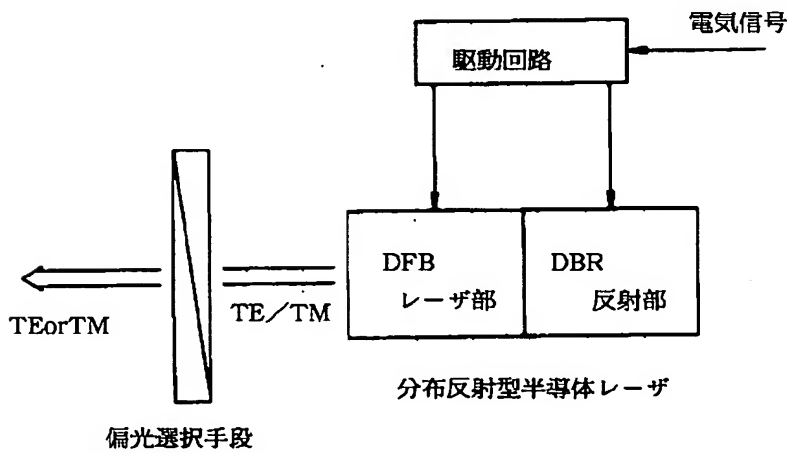 電気信号
駆動回路
DFB
レーザ部
DBR
反射部
TE/TM
TEorTM
分布反射型半導体レーザ
偏光選択手段